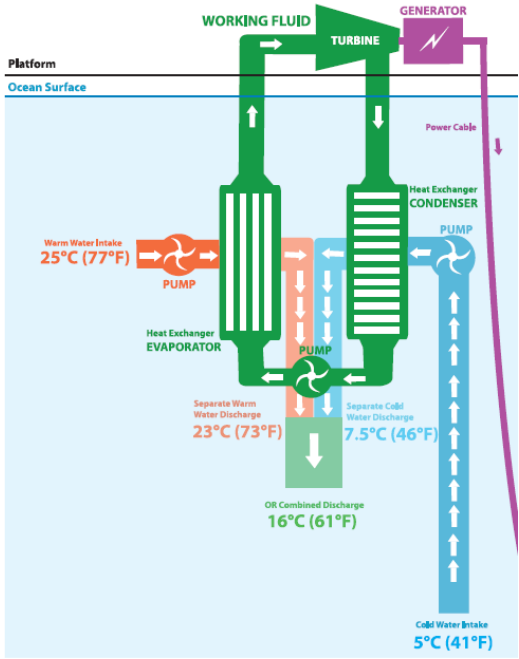 GENERATOR
WORKING FLUID
TURBINE
Platform
Ocean Surface
Power Cable
Heat Exchanger
CONDENSER
PUMP
Warm Water Intake
25°C (77°F)
PUMP
Heat Exchanger
EVAPORATOR
PUMP
Separate Warm
Water Discharge
23°C (73°F)
Separate Cold
Water Discharge
7.5°C (46°F)
OR Combined Discharge
16°C (61°F)
Cold Water Intake
5°C (41°F)